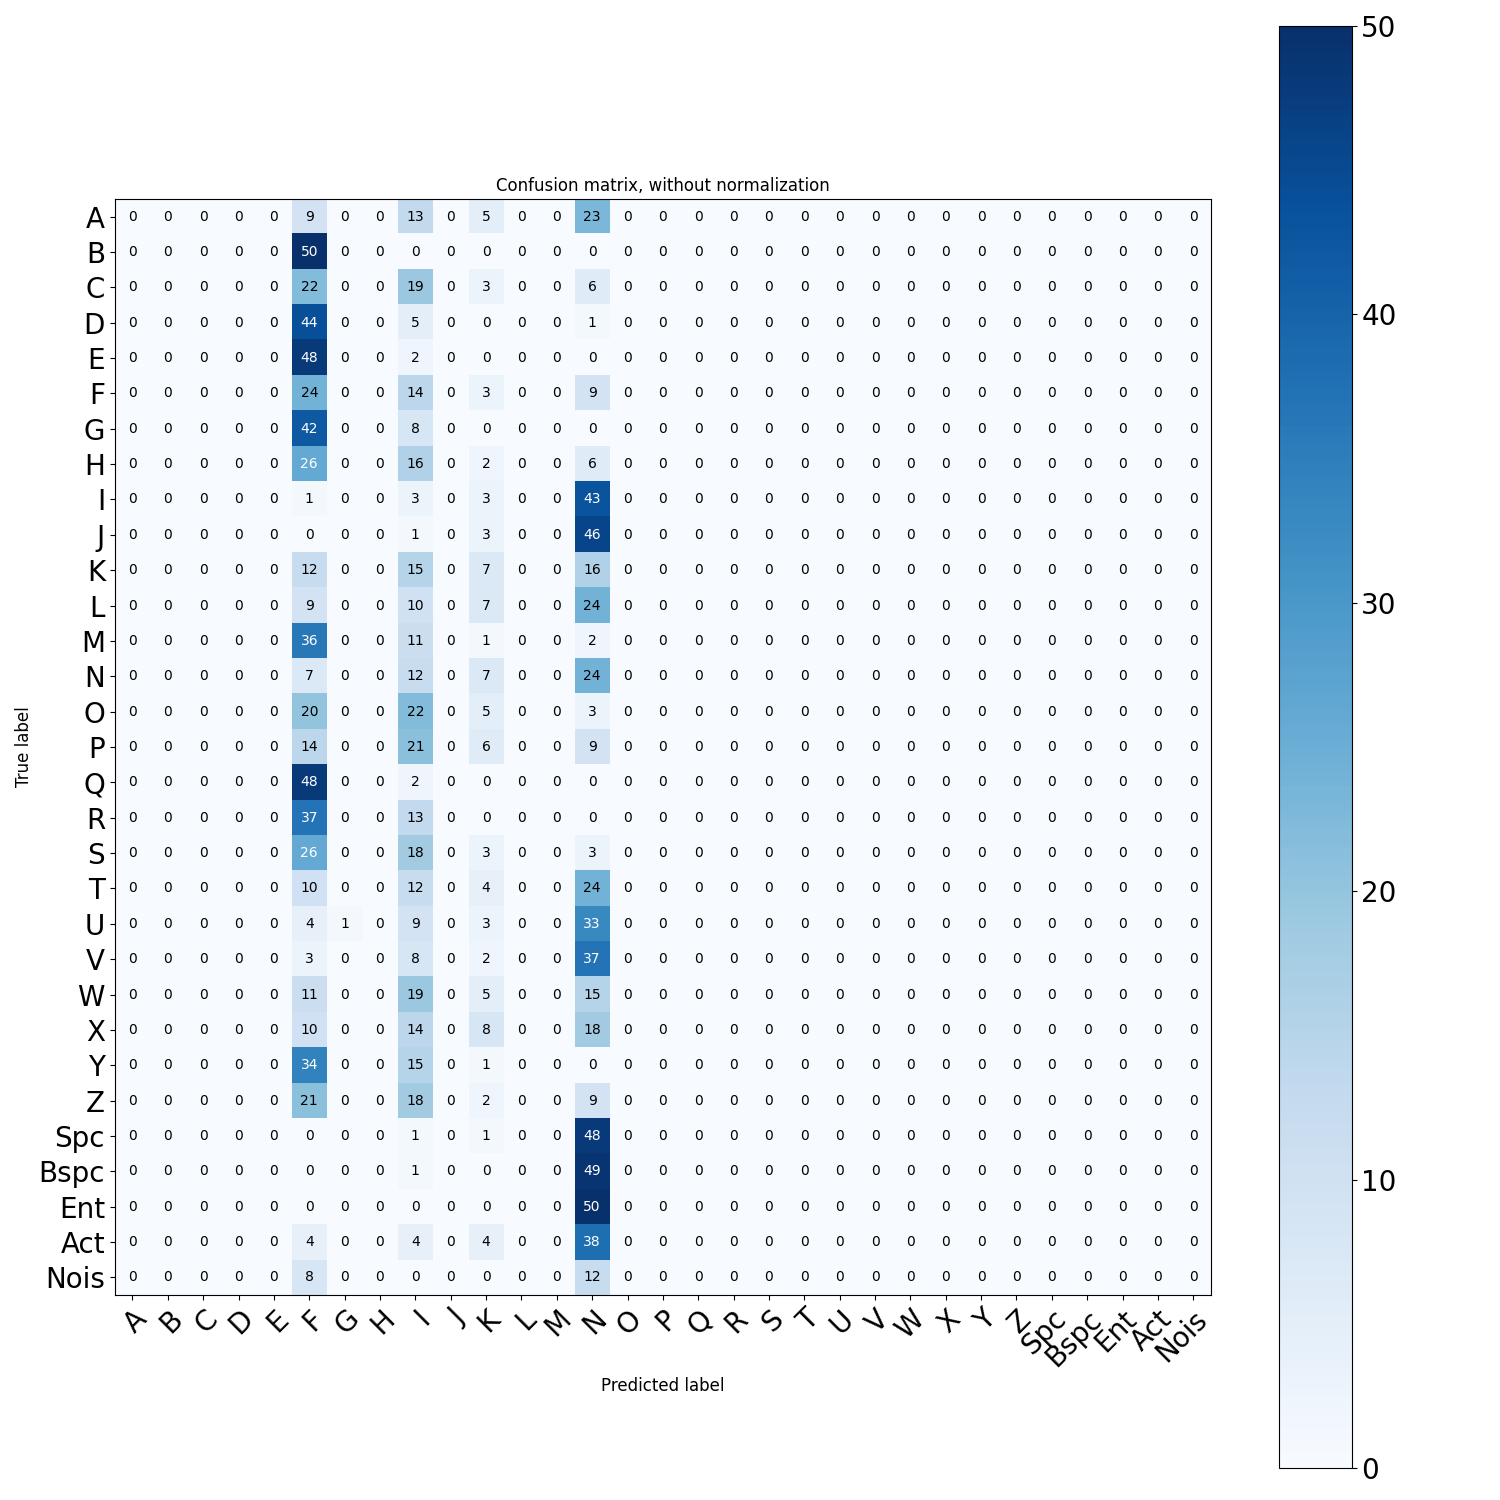 Confusion matrix, without normalization
A 0 0 0 0 0 9 0 0 13 0 5 0 0 23 0 0 0 0 0 0 0 0 0 0 0 0 0 0 0 0 0
B 0 0 0 0 0 50 0 0 0 0 0 0 0 0 0 0 0 0 0 0 0 0 0 0 0 0 0 0 0 0 0
C 0 0 0 0 0 22 0 0 19 0 3 0 0 6 0 0 0 0 0 0 0 0 0 0 0 0 0 0 0 0 0
D 0 0 0 0 0 44 0 0 5 0 0 0 0 1 0 0 0 0 0 0 0 0 0 0 0 0 0 0 0 0 0
E 0 0 0 0 0 48 0 0 2 0 0 0 0 0 0 0 0 0 0 0 0 0 0 0 0 0 0 0 0 0 0
F 0 0 0 0 0 24 0 0 14 0 3 0 0 9 0 0 0 0 0 0 0 0 0 0 0 0 0 0 0 0 0
G 0 0 0 0 0 42 0 0 8 0 0 0 0 0 0 0 0 0 0 0 0 0 0 0 0 0 0 0 0 0 0
H 0 0 0 0 0 26 0 0 16 0 2 0 0 6 0 0 0 0 0 0 0 0 0 0 0 0 0 0 0 0 0
I 0 0 0 0 0 1 0 0 3 0 3 0 0 43 0 0 0 0 0 0 0 0 0 0 0 0 0 0 0 0 0
J 0 0 0 0 0 0 0 0 1 0 3 0 0 46 0 0 0 0 0 0 0 0 0 0 0 0 0 0 0 0 0
K 0 0 0 0 0 12 0 0 15 0 7 0 0 16 0 0 0 0 0 0 0 0 0 0 0 0 0 0 0 0 0
L 0 0 0 0 0 9 0 0 10 0 7 0 0 24 0 0 0 0 0 0 0 0 0 0 0 0 0 0 0 0 0
M 0 0 0 0 0 36 0 0 11 0 1 0 0 2 0 0 0 0 0 0 0 0 0 0 0 0 0 0 0 0 0
N 0 0 0 0 0 7 0 0 12 0 7 0 0 24 0 0 0 0 0 0 0 0 0 0 0 0 0 0 0 0 0
O 0 0 0 0 0 20 0 0 22 0 5 0 0 3 0 0 0 0 0 0 0 0 0 0 0 0 0 0 0 0 0
P 0 0 0 0 0 14 0 0 21 0 6 0 0 9 0 0 0 0 0 0 0 0 0 0 0 0 0 0 0 0 0
Q 0 0 0 0 0 48 0 0 2 0 0 0 0 0 0 0 0 0 0 0 0 0 0 0 0 0 0 0 0 0 0
R 0 0 0 0 0 37 0 0 13 0 0 0 0 0 0 0 0 0 0 0 0 0 0 0 0 0 0 0 0 0 0
S 0 0 0 0 0 26 0 0 18 0 3 0 0 3 0 0 0 0 0 0 0 0 0 0 0 0 0 0 0 0 0
T 0 0 0 0 0 10 0 0 12 0 4 0 0 24 0 0 0 0 0 0 0 0 0 0 0 0 0 0 0 0 0
U 0 0 0 0 0 4 1 0 9 0 3 0 0 33 0 0 0 0 0 0 0 0 0 0 0 0 0 0 0 0 0
V 0 0 0 0 0 3 0 0 8 0 2 0 0 37 0 0 0 0 0 0 0 0 0 0 0 0 0 0 0 0 0
W 0 0 0 0 0 11 0 0 19 0 5 0 0 15 0 0 0 0 0 0 0 0 0 0 0 0 0 0 0 0 0
X 0 0 0 0 0 10 0 0 14 0 8 0 0 18 0 0 0 0 0 0 0 0 0 0 0 0 0 0 0 0 0
Y 0 0 0 0 0 34 0 0 15 0 1 0 0 0 0 0 0 0 0 0 0 0 0 0 0 0 0 0 0 0 0
Z 0 0 0 0 0 21 0 0 18 0 2 0 0 9 0 0 0 0 0 0 0 0 0 0 0 0 0 0 0 0 0
Spc 0 0 0 0 0 0 0 0 1 0 1 0 0 48 0 0 0 0 0 0 0 0 0 0 0 0 0 0 0 0 0
Bspc 0 0 0 0 0 0 0 0 1 0 0 0 0 49 0 0 0 0 0 0 0 0 0 0 0 0 0 0 0 0 0
Ent 0 0 0 0 0 0 0 0 0 0 0 0 0 50 0 0 0 0 0 0 0 0 0 0 0 0 0 0 0 0 0
Act 0 0 0 0 0 4 0 0 4 0 4 0 0 38 0 0 0 0 0 0 0 0 0 0 0 0 0 0 0 0 0
Nois 0 0 0 0 0 8 0 0 0 0 0 0 0 12 0 0 0 0 0 0 0 0 0 0 0 0 0 0 0 0 0
A B C D E F G H I J K L M N O P Q R S T U V W X Y Z Spc Bspc Ent Act Nois
Predicted label
True label
50
40
30
20
10
0